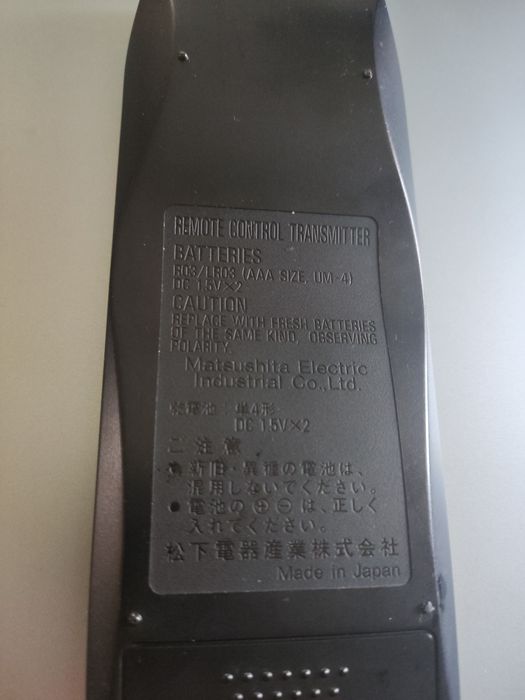 REMOTE CONTROL TRANSMITTER
BATTERIES
R03/LR03 (AAA SIZE, UM-4)
DC 1.5V×2
CAUTION
REPLACE WITH FRESH BATTERIES
OF THE SAME KIND, OBSERVING
POLARITY.
Matsushita Electric
Industrial Co.,Ltd.
乾電池：単4形
DC 1.5V×2
ご注意
● 新旧・異種の電池は、
混用しないでください。
● 電池の⊕⊖は、正しく
入れてください。
松下電器産業株式会社
Made in Japan